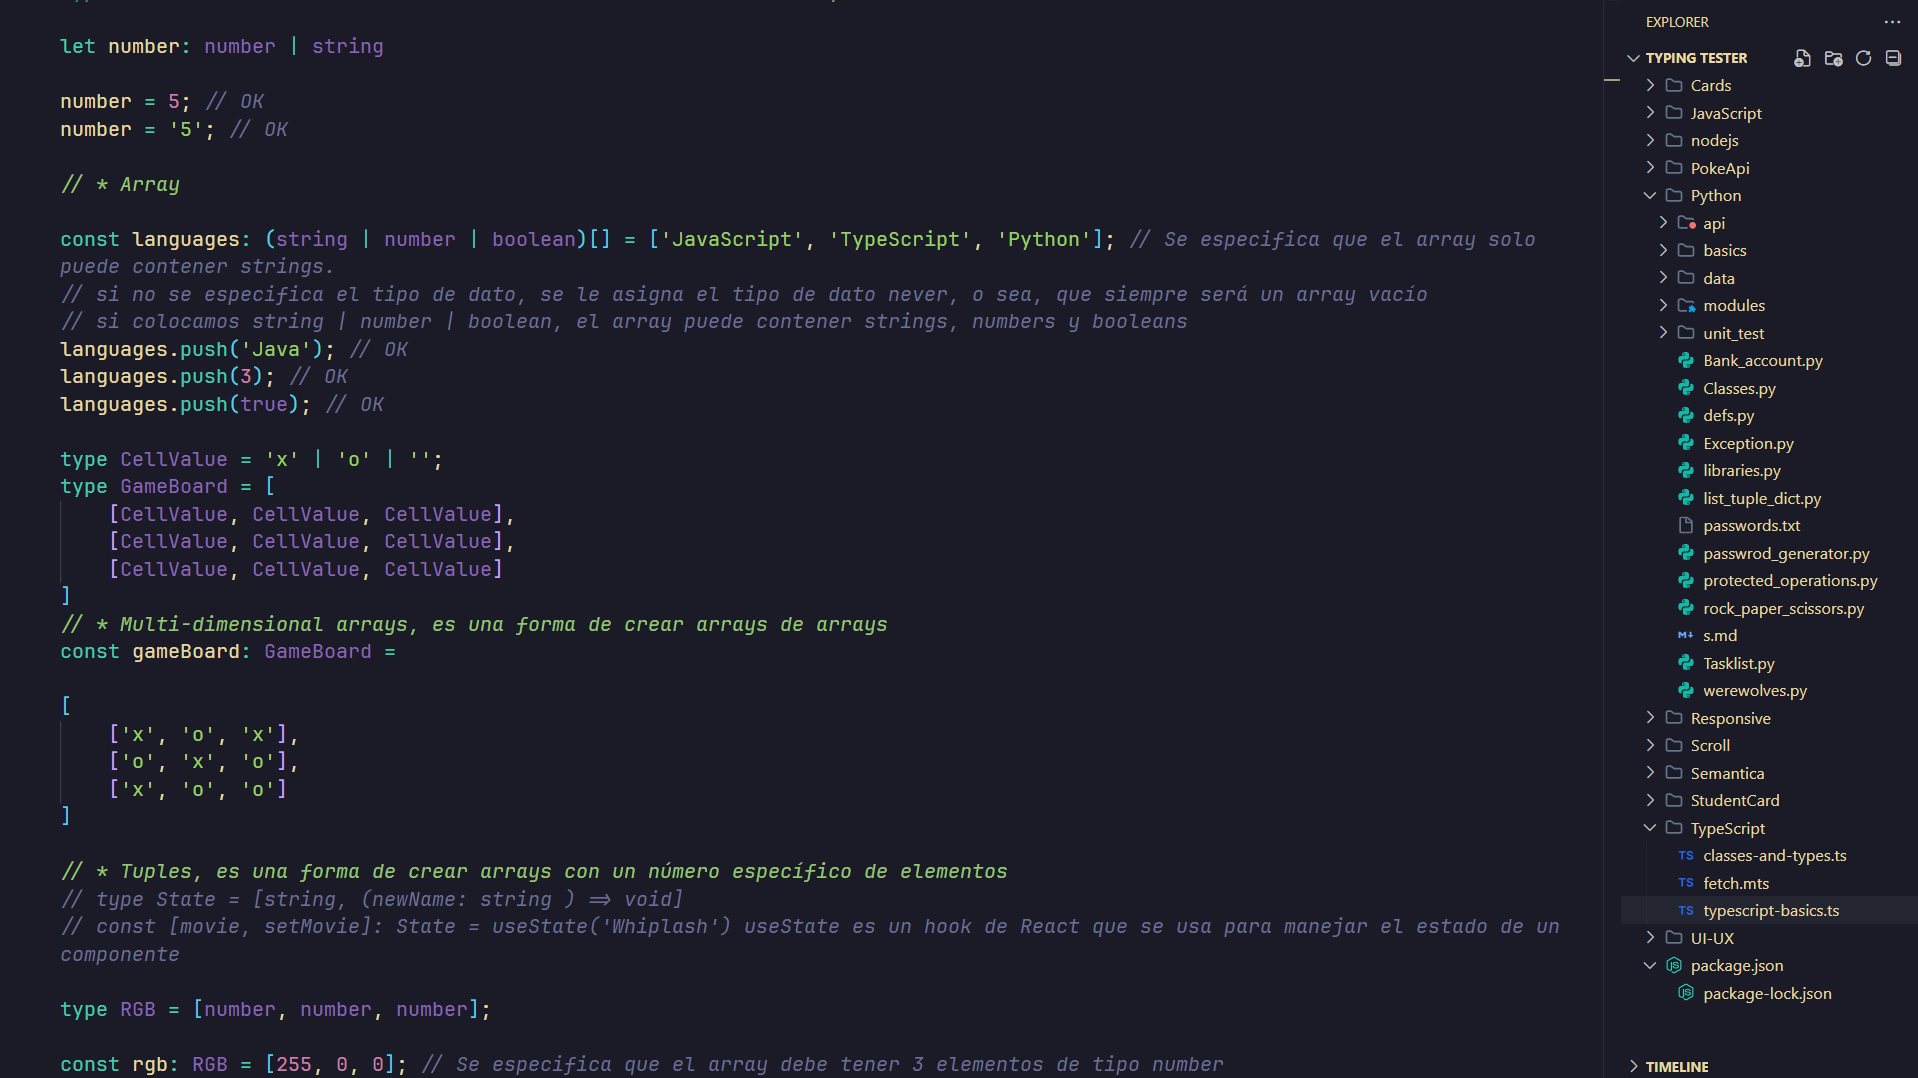 let number: number | string
number = 5; // OK
number = '5'; // OK
// * Array
const languages: (string | number | boolean)[] = ['JavaScript', 'TypeScript', 'Python']; // Se especifica que el array solo
puede contener strings.
// si no se especifica el tipo de dato, se le asigna el tipo de dato never, o sea, que siempre será un array vacío
// si colocamos string | number | boolean, el array puede contener strings, numbers y booleans
languages.push('Java'); // OK
languages.push(3); // OK
languages.push(true); // OK
type CellValue = 'x' | 'o' | '';
type GameBoard = [
[CellValue, CellValue, CellValue],
[CellValue, CellValue, CellValue],
[CellValue, CellValue, CellValue]
]
// * Multi-dimensional arrays, es una forma de crear arrays de arrays
const gameBoard: GameBoard =
[
['x', 'o', 'x'],
['o', 'x', 'o'],
['x', 'o', 'o']
]
// * Tuples, es una forma de crear arrays con un número específico de elementos
// type State = [string, (newName: string ) => void]
// const [movie, setMovie]: State = useState('Whiplash') useState es un hook de React que se usa para manejar el estado de un
componente
type RGB = [number, number, number];
const rgb: RGB = [255, 0, 0]; // Se especifica que el array debe tener 3 elementos de tipo number
EXPLORER
TYPING TESTER
Cards
JavaScript
nodejs
PokeApi
Python
api
basics
data
modules
unit_test
Bank_account.py
Classes.py
defs.py
Exception.py
libraries.py
list_tuple_dict.py
passwords.txt
passwrod_generator.py
protected_operations.py
rock_paper_scissors.py
s.md
Tasklist.py
werewolves.py
Responsive
Scroll
Semantica
StudentCard
TypeScript
TS classes-and-types.ts
TS fetch.mts
TS typescript-basics.ts
UI-UX
package.json
package-lock.json
TIMELINE